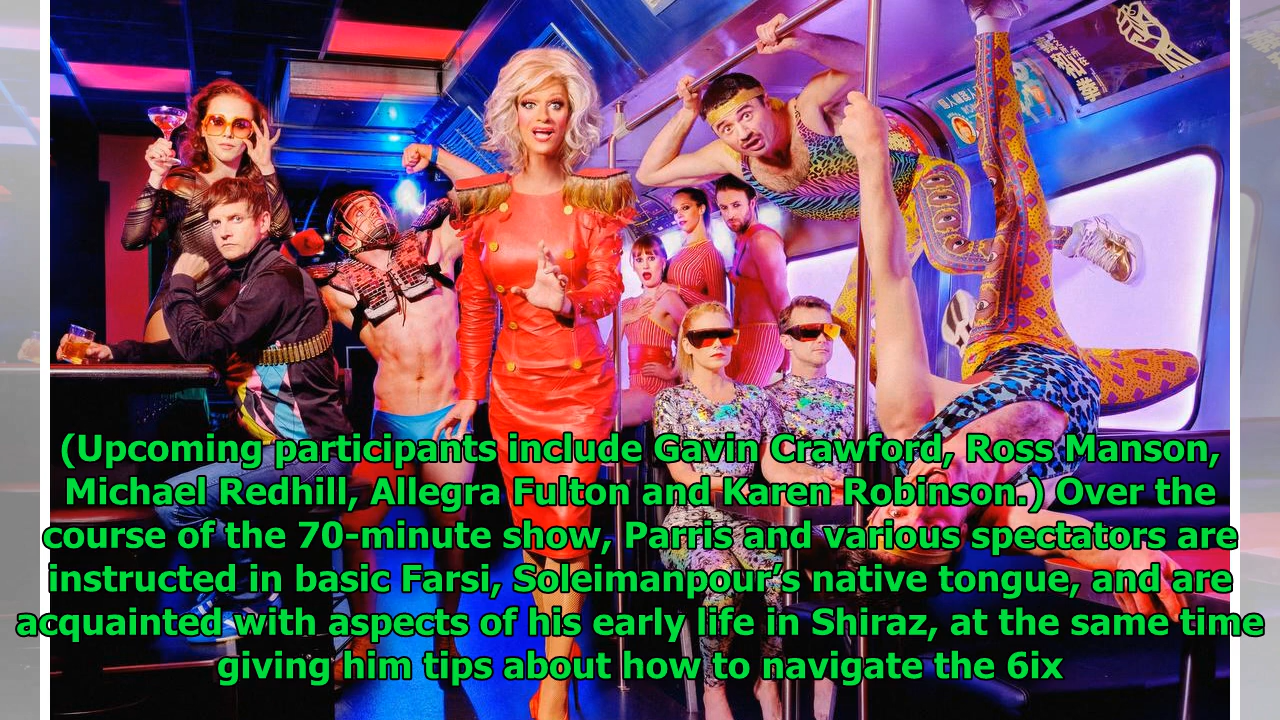 (Upcoming participants include Gavin Crawford, Ross Manson,
Michael Redhill, Allegra Fulton and Karen Robinson.) Over the
course of the 70-minute show, Parris and various spectators are
instructed in basic Farsi, Soleimanpour’s native tongue, and are
acquainted with aspects of his early life in Shiraz, at the same time
giving him tips about how to navigate the 6ix